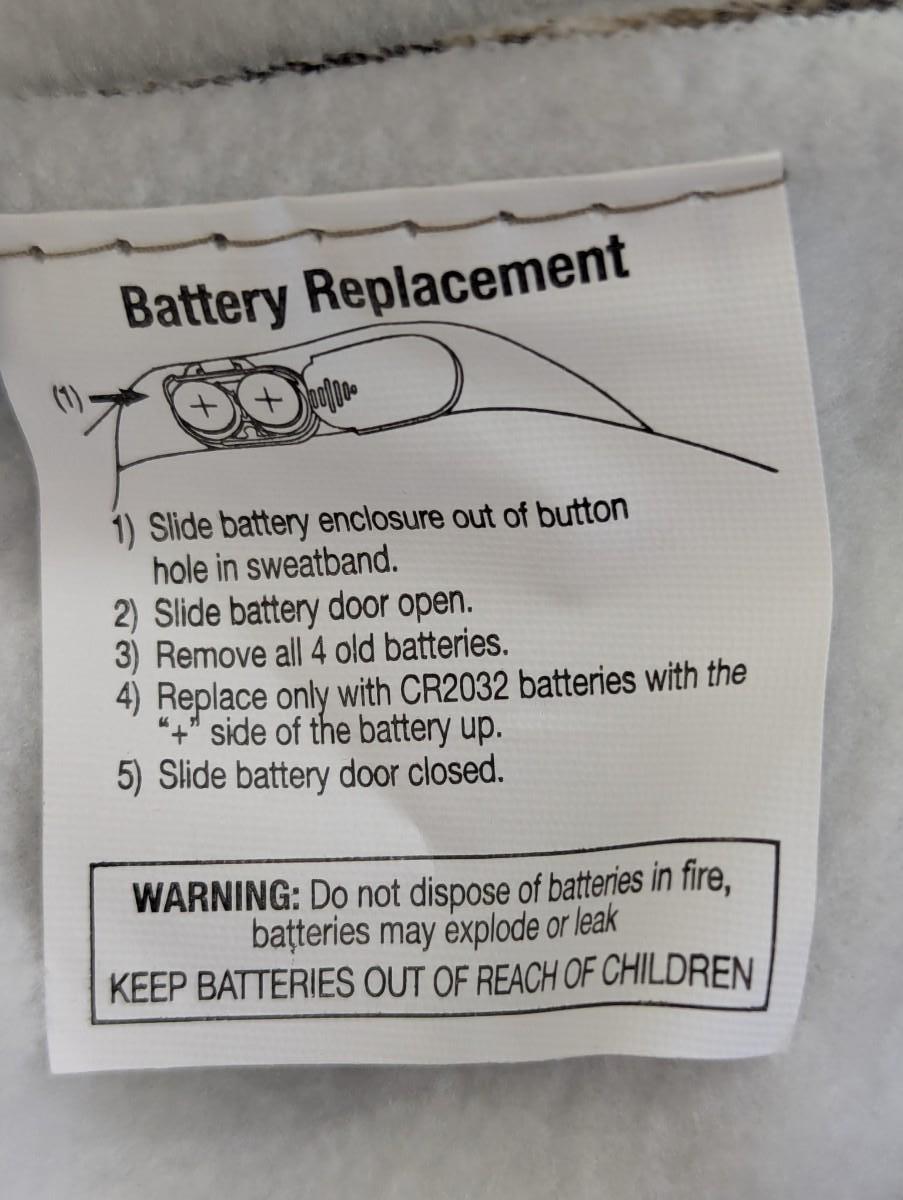 Battery Replacement
(1)
+ +
1) Slide battery enclosure out of button
hole in sweatband.
2) Slide battery door open.
3) Remove all 4 old batteries.
4) Replace only with CR2032 batteries with the
“+” side of the battery up.
5) Slide battery door closed.
WARNING: Do not dispose of batteries in fire,
batteries may explode or leak
KEEP BATTERIES OUT OF REACH OF CHILDREN